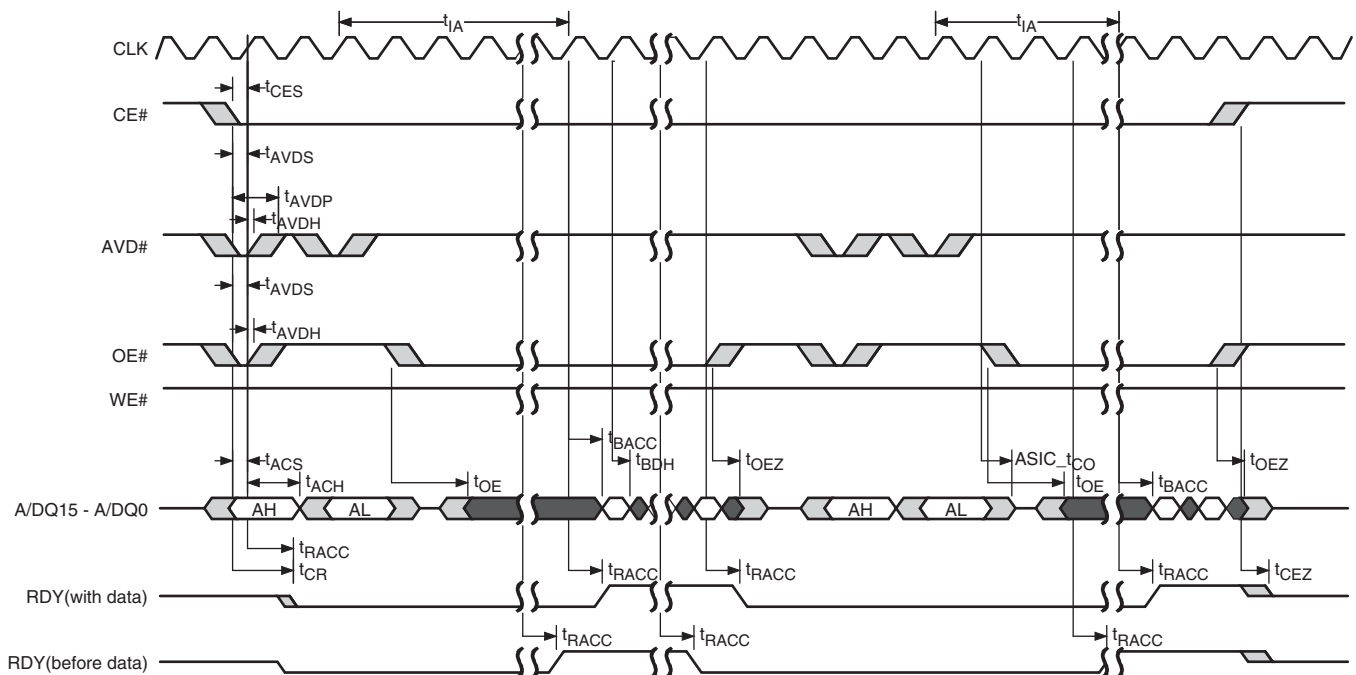 tIA tIA
CLK
tCES
CE#
tAVDS
tAVDP
tAVDH
AVD#
tAVDS
tAVDH
OE#
WE#
tBACC
tACS tBDH tOEZ ASIC_tCO tOEZ
tACH tOE tOE tBACC
A/DQ15 - A/DQ0 AH AL AH AL
tRACC
tCR tRACC tRACC tRACC tCEZ
RDY(with data)
tRACC tRACC tRACC
RDY(before data)